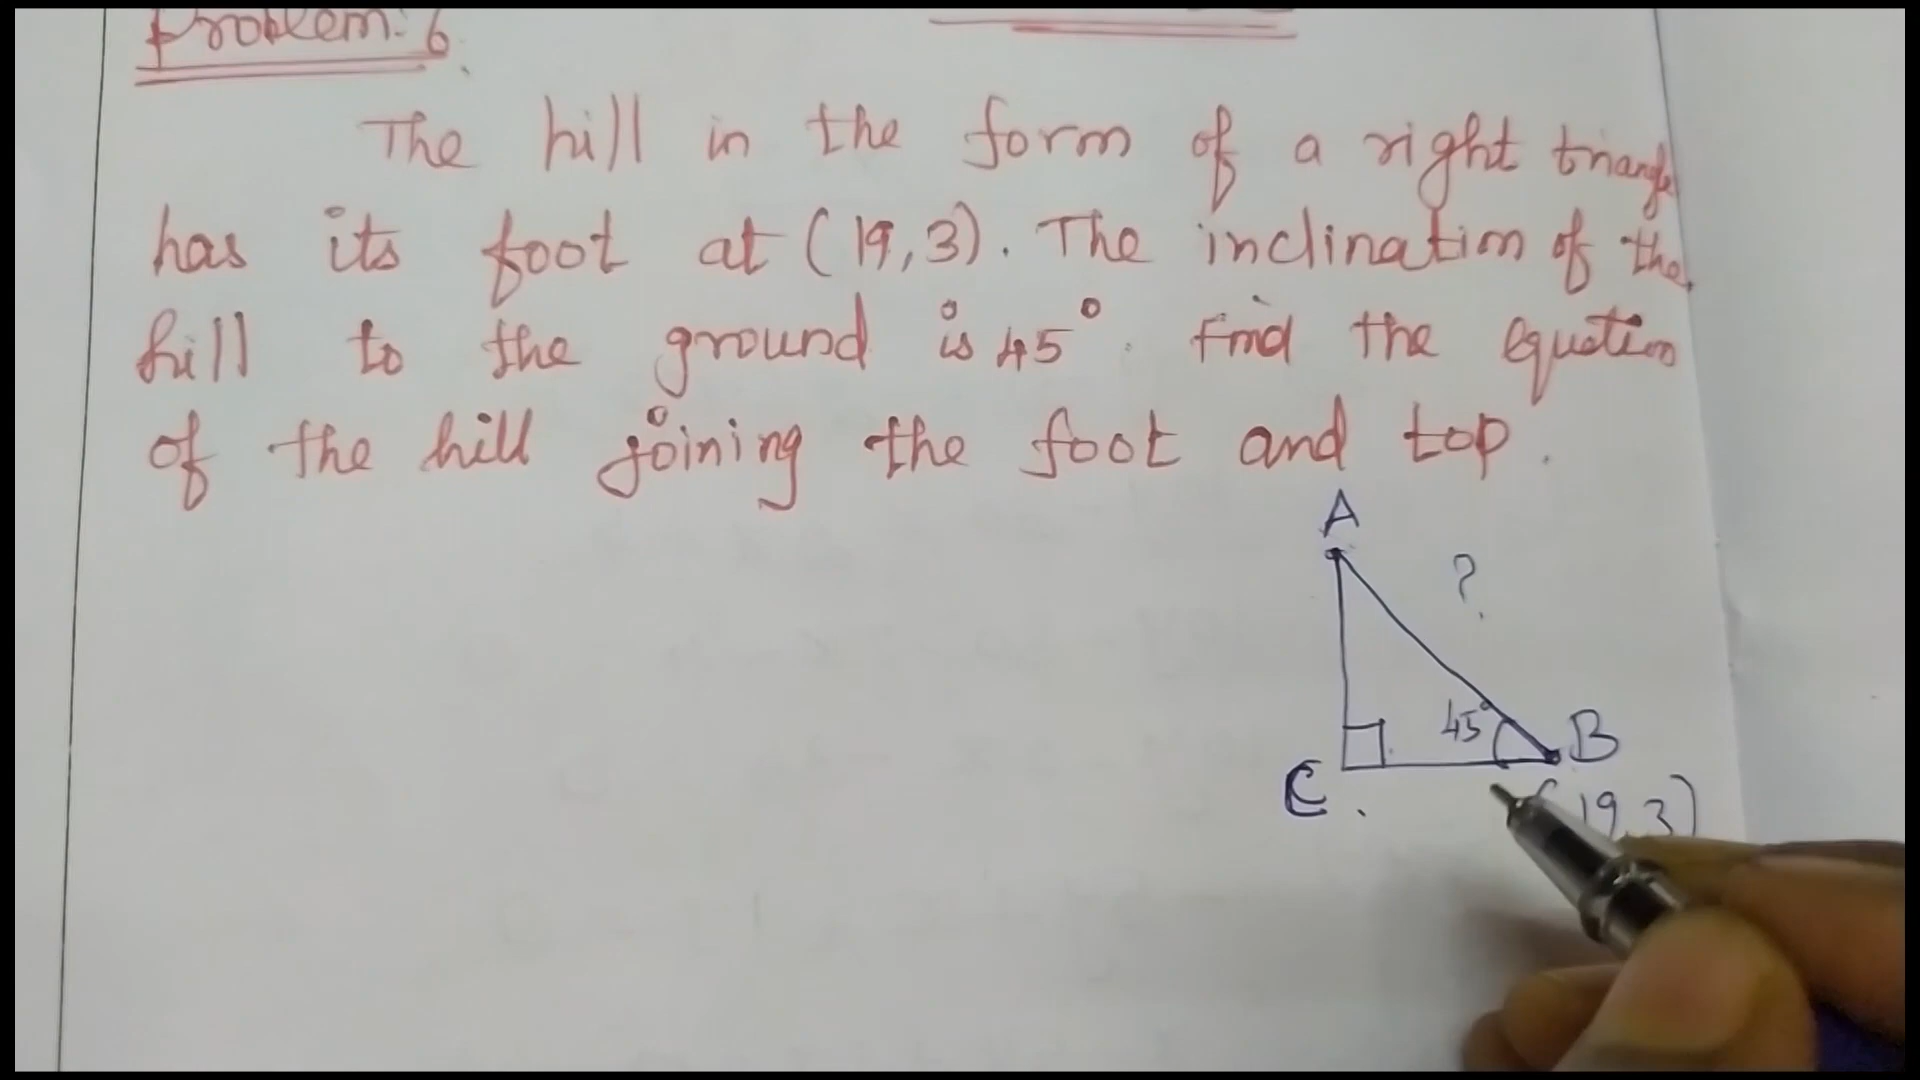 Problem: 6
The hill in the form of a right triangle
has its foot at (19,3). The inclination of the
hill to the ground is 45°. Find the equation
of the hill joining the foot and top.
A
?
45°
B
C
(19,3)